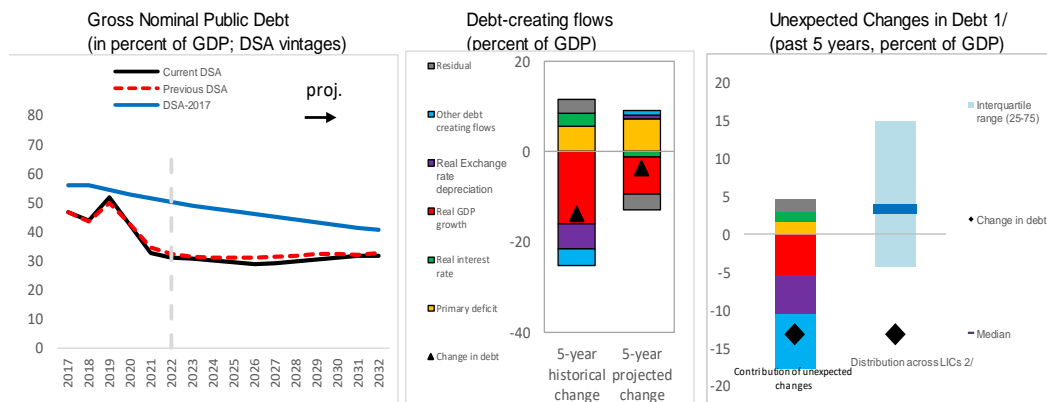 Gross Nominal Public Debt
(in percent of GDP; DSA vintages)
Current DSA
Previous DSA
DSA-2017
proj.
80
70
60
50
40
30
20
10
0
2017
2018
2019
2020
2021
2022
2023
2024
2025
2026
2027
2028
2029
2030
2031
2032
Debt-creating flows
(percent of GDP)
Residual
Other debt
creating flows
Real Exchange
rate
depreciation
Real GDP
growth
Real interest
rate
Primary deficit
Change in debt
20
0
-20
-40
5-year
historical
change
5-year
projected
change
Unexpected Changes in Debt 1/
(past 5 years, percent of GDP)
20
15
10
5
0
-5
-10
-15
-20
Interquartile
range (25-75)
Change in debt
Median
Contribution of unexpected
changes
Distribution across LICs 2/